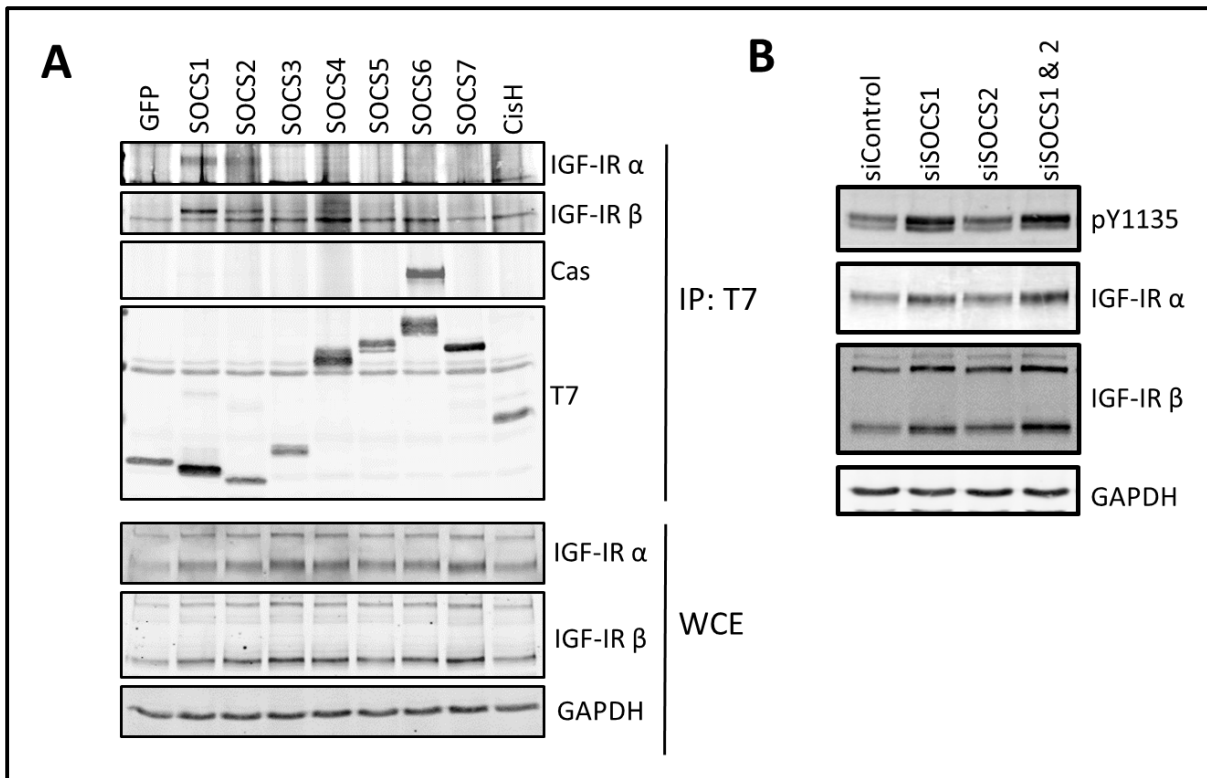 A
GFP
SOCS1
SOCS2
SOCS3
SOCS4
SOCS5
SOCS6
SOCS7
CisH
IGF-IR α
IGF-IR β
Cas
T7
IP: T7
IGF-IR α
IGF-IR β
GAPDH
WCE
B
siControl
siSOCS1
siSOCS2
siSOCS1 & 2
pY1135
IGF-IR α
IGF-IR β
GAPDH